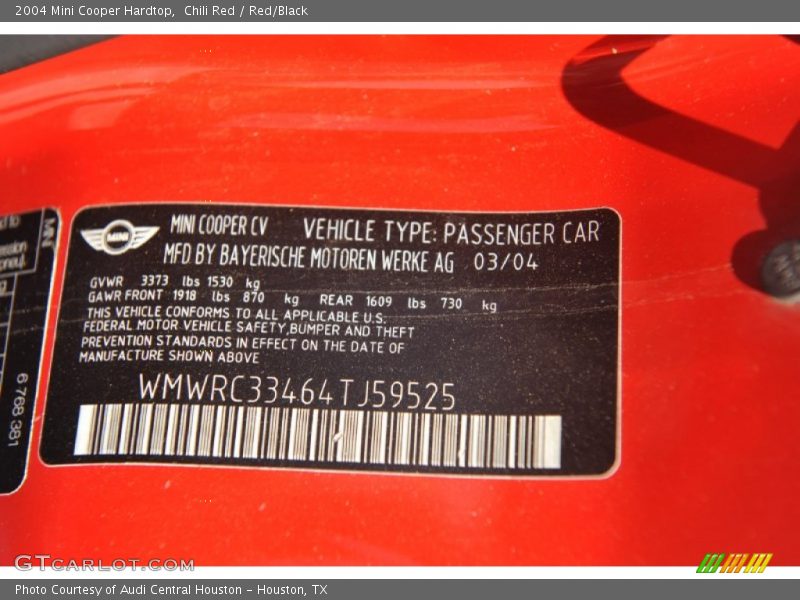 2004 Mini Cooper Hardtop,  Chili Red / Red/Black
MINI
MINI COOPER CV VEHICLE TYPE: PASSENGER CAR
MFD BY BAYERISCHE MOTOREN WERKE AG 03/04
GVWR 3373 lbs 1530 kg
GAWR FRONT 1918 lbs 870 kg REAR 1609 lbs 730 kg
THIS VEHICLE CONFORMS TO ALL APPLICABLE U.S.
FEDERAL MOTOR VEHICLE SAFETY,BUMPER AND THEFT
PREVENTION STANDARDS IN EFFECT ON THE DATE OF
MANUFACTURE SHOWN ABOVE
WMWRC33464TJ59525
6 768 381
GTCARLOT.COM
Photo Courtesy of Audi Central Houston – Houston, TX